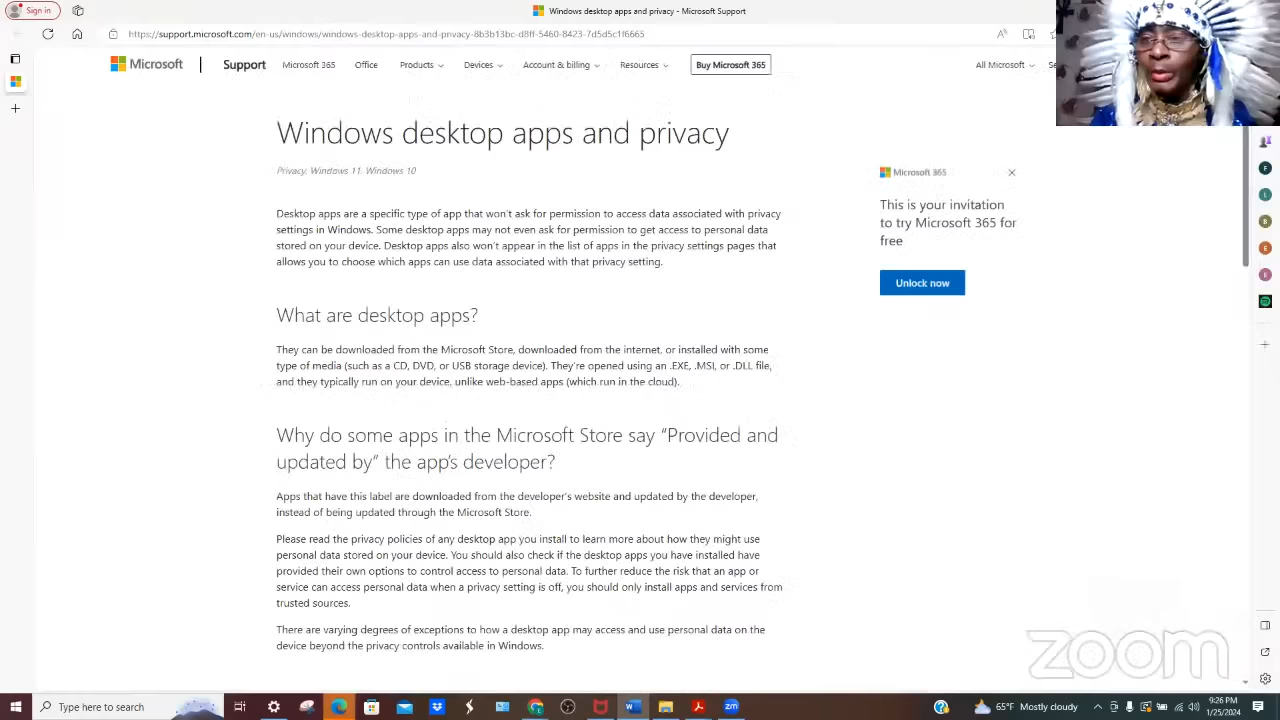 Sign in
Windows desktop apps and privacy - Microsoft Support
https://support.microsoft.com/en-us/windows/windows-desktop-apps-and-privacy-8b3b13bc-d8ff-5460-8423-7d5d5c1f6665
Microsoft
Support
Microsoft 365
Office
Products
Devices
Account & billing
Resources
Buy Microsoft 365
All Microsoft
Windows desktop apps and privacy
Privacy, Windows 11, Windows 10
Microsoft 365
This is your invitation
to try Microsoft 365 for
free
Unlock now
Desktop apps are a specific type of app that won't ask for permission to access data associated with privacy
settings in Windows. Some desktop apps may not even ask for permission to get access to personal data
stored on your device. Desktop apps also won't appear in the list of apps in the privacy settings pages that
allows you to choose which apps can use data associated with that privacy setting.
What are desktop apps?
They can be downloaded from the Microsoft Store, downloaded from the internet, or installed with some
type of media (such as a CD, DVD, or USB storage device). They're opened using an .EXE, .MSI, or .DLL file,
and they typically run on your device, unlike web-based apps (which run in the cloud).
Why do some apps in the Microsoft Store say "Provided and
updated by" the app's developer?
Apps that have this label are downloaded from the developer's website and updated by the developer,
instead of being updated through the Microsoft Store.
Please read the privacy policies of any desktop app you install to learn more about how they might use
personal data stored on your device. You should also check if the desktop apps you have installed have
provided their own options to control access to personal data. To further reduce the risk that an app or
service can access personal data when a privacy setting is off, you should only install apps and services from
trusted sources.
There are varying degrees of exceptions to how a desktop app may access and use personal data on the
device beyond the privacy controls available in Windows.
zoom
Type here to search
65°F Mostly cloudy
9:26 PM
1/25/2024